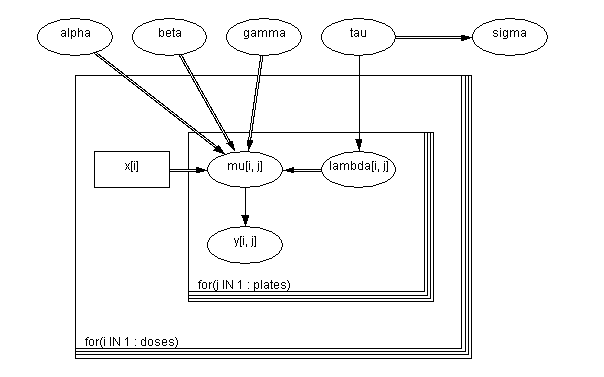 alpha
beta
gamma
tau
sigma
x[i]
mu[i, j]
lambda[i, j]
y[i, j]
for(j IN 1 : plates)
for(i IN 1 : doses)